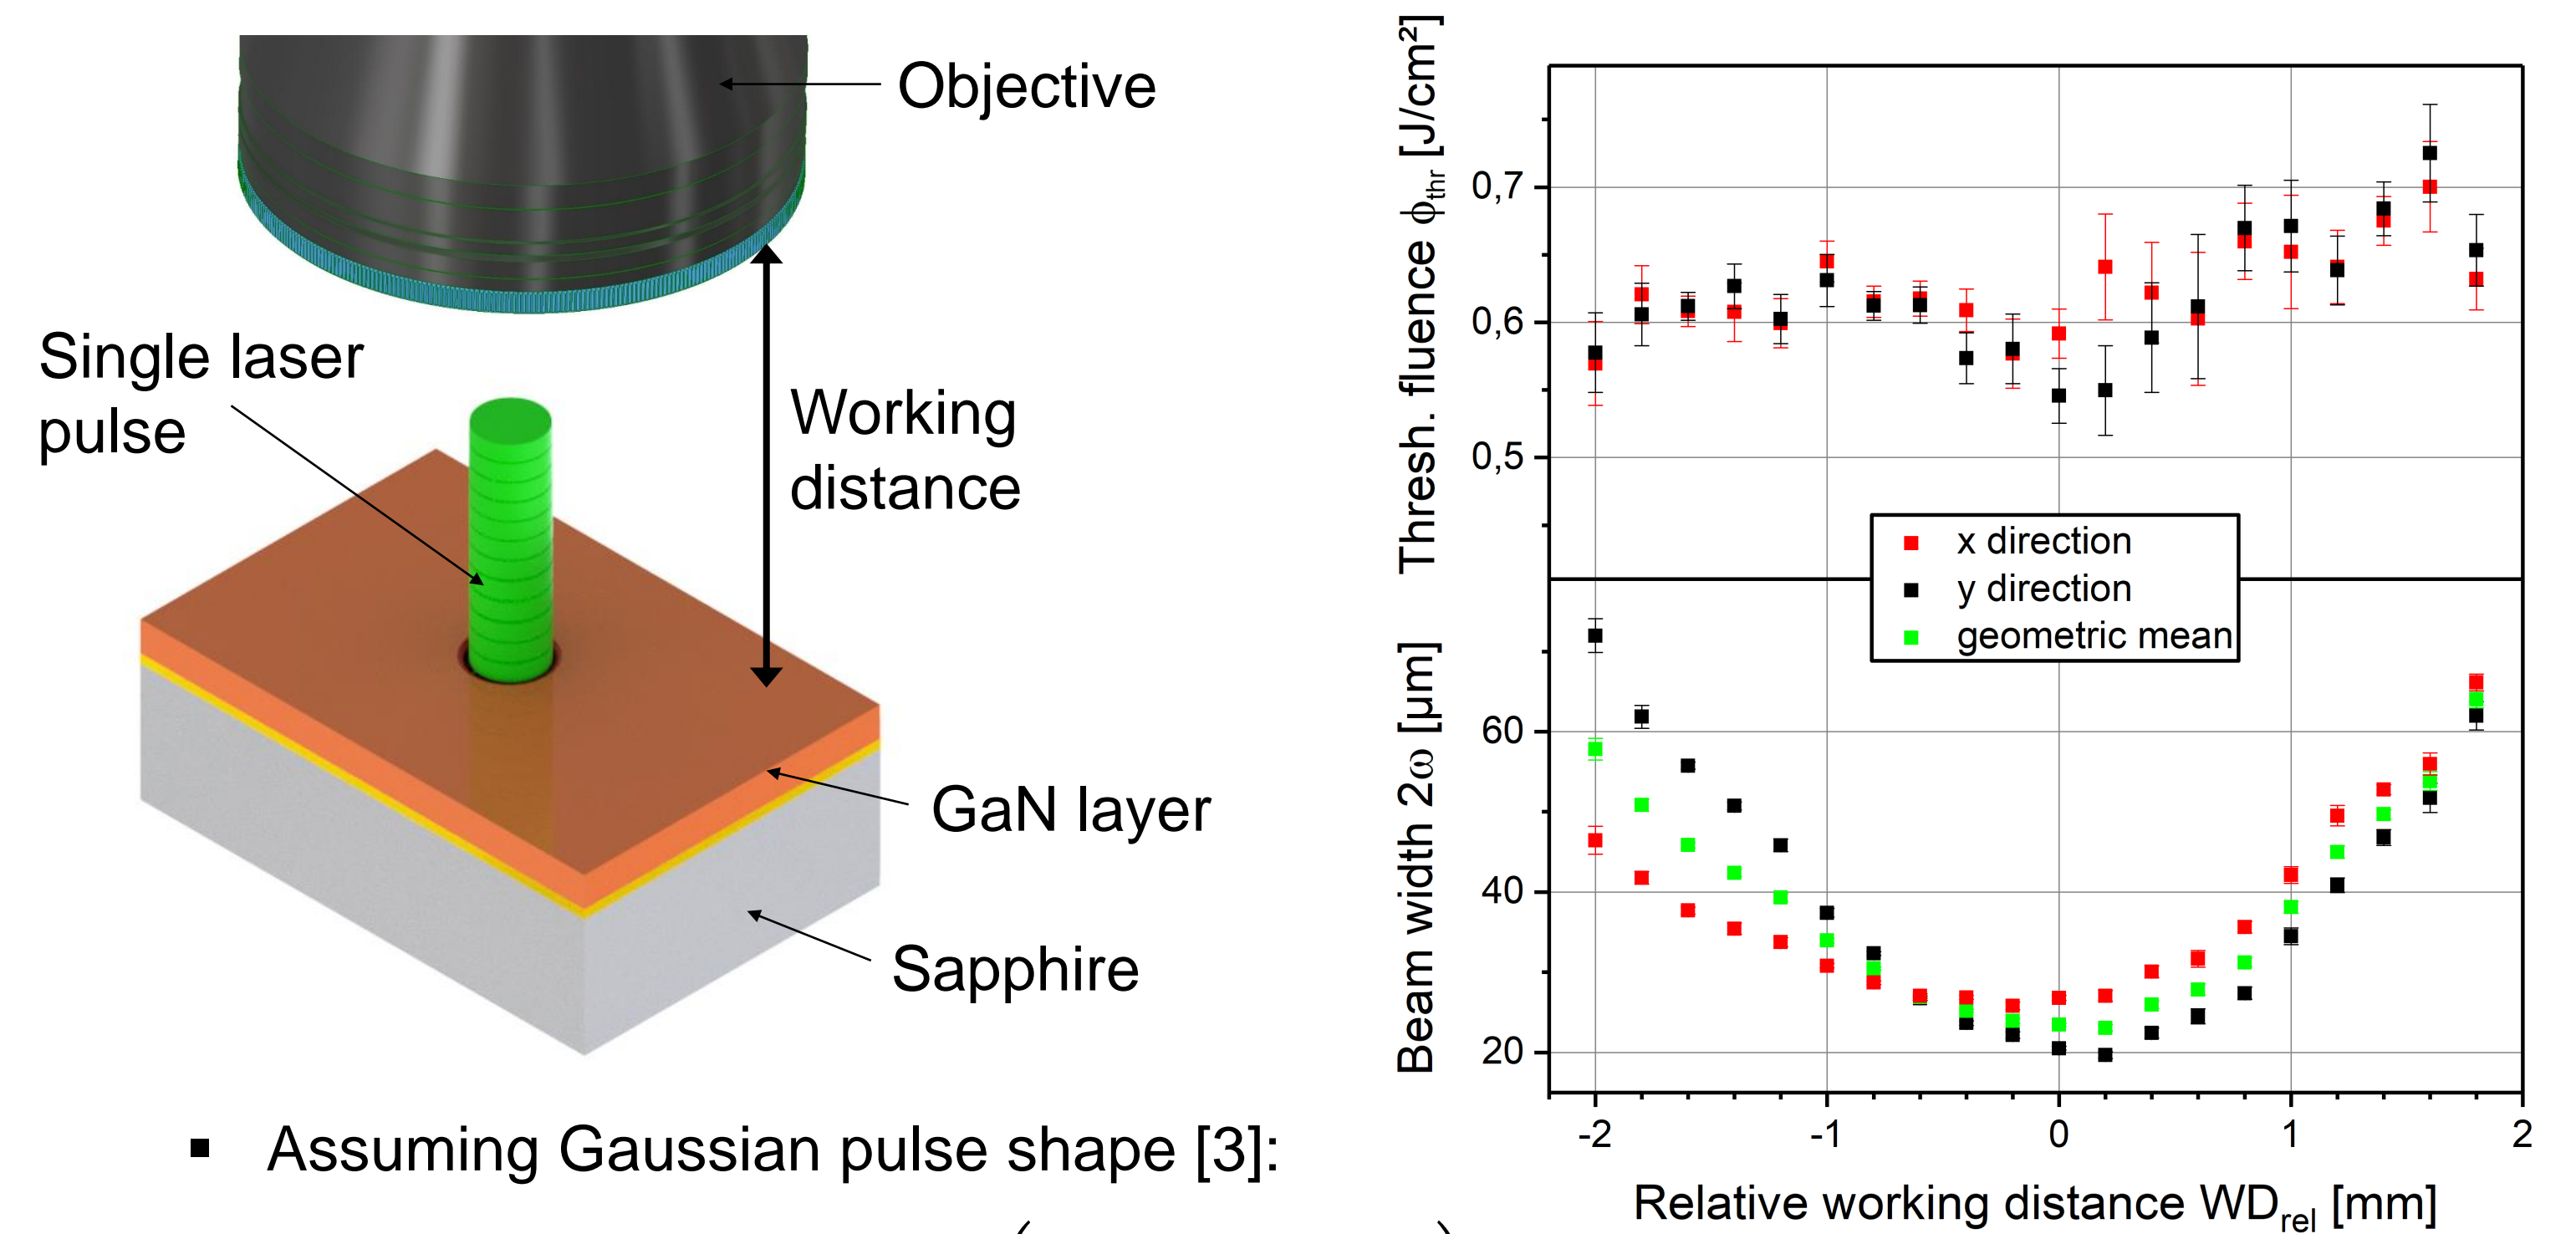 Objective
Single laser
pulse
Working
distance
GaN layer
Sapphire
▪ Assuming Gaussian pulse shape [3]:
Thresh. fluence ϕthr [J/cm²]
0,7
0,6
0,5
x direction
y direction
geometric mean
Beam width 2ω [µm]
60
40
20
-2 -1 0 1 2
Relative working distance WDrel [mm]